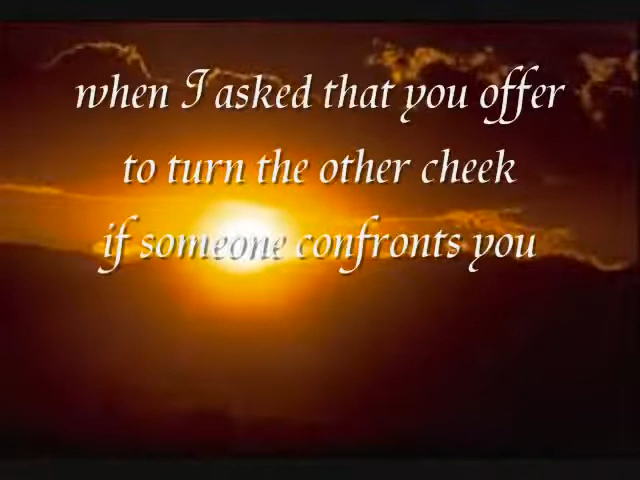 when I asked that you offer
to turn the other cheek
if someone confronts you